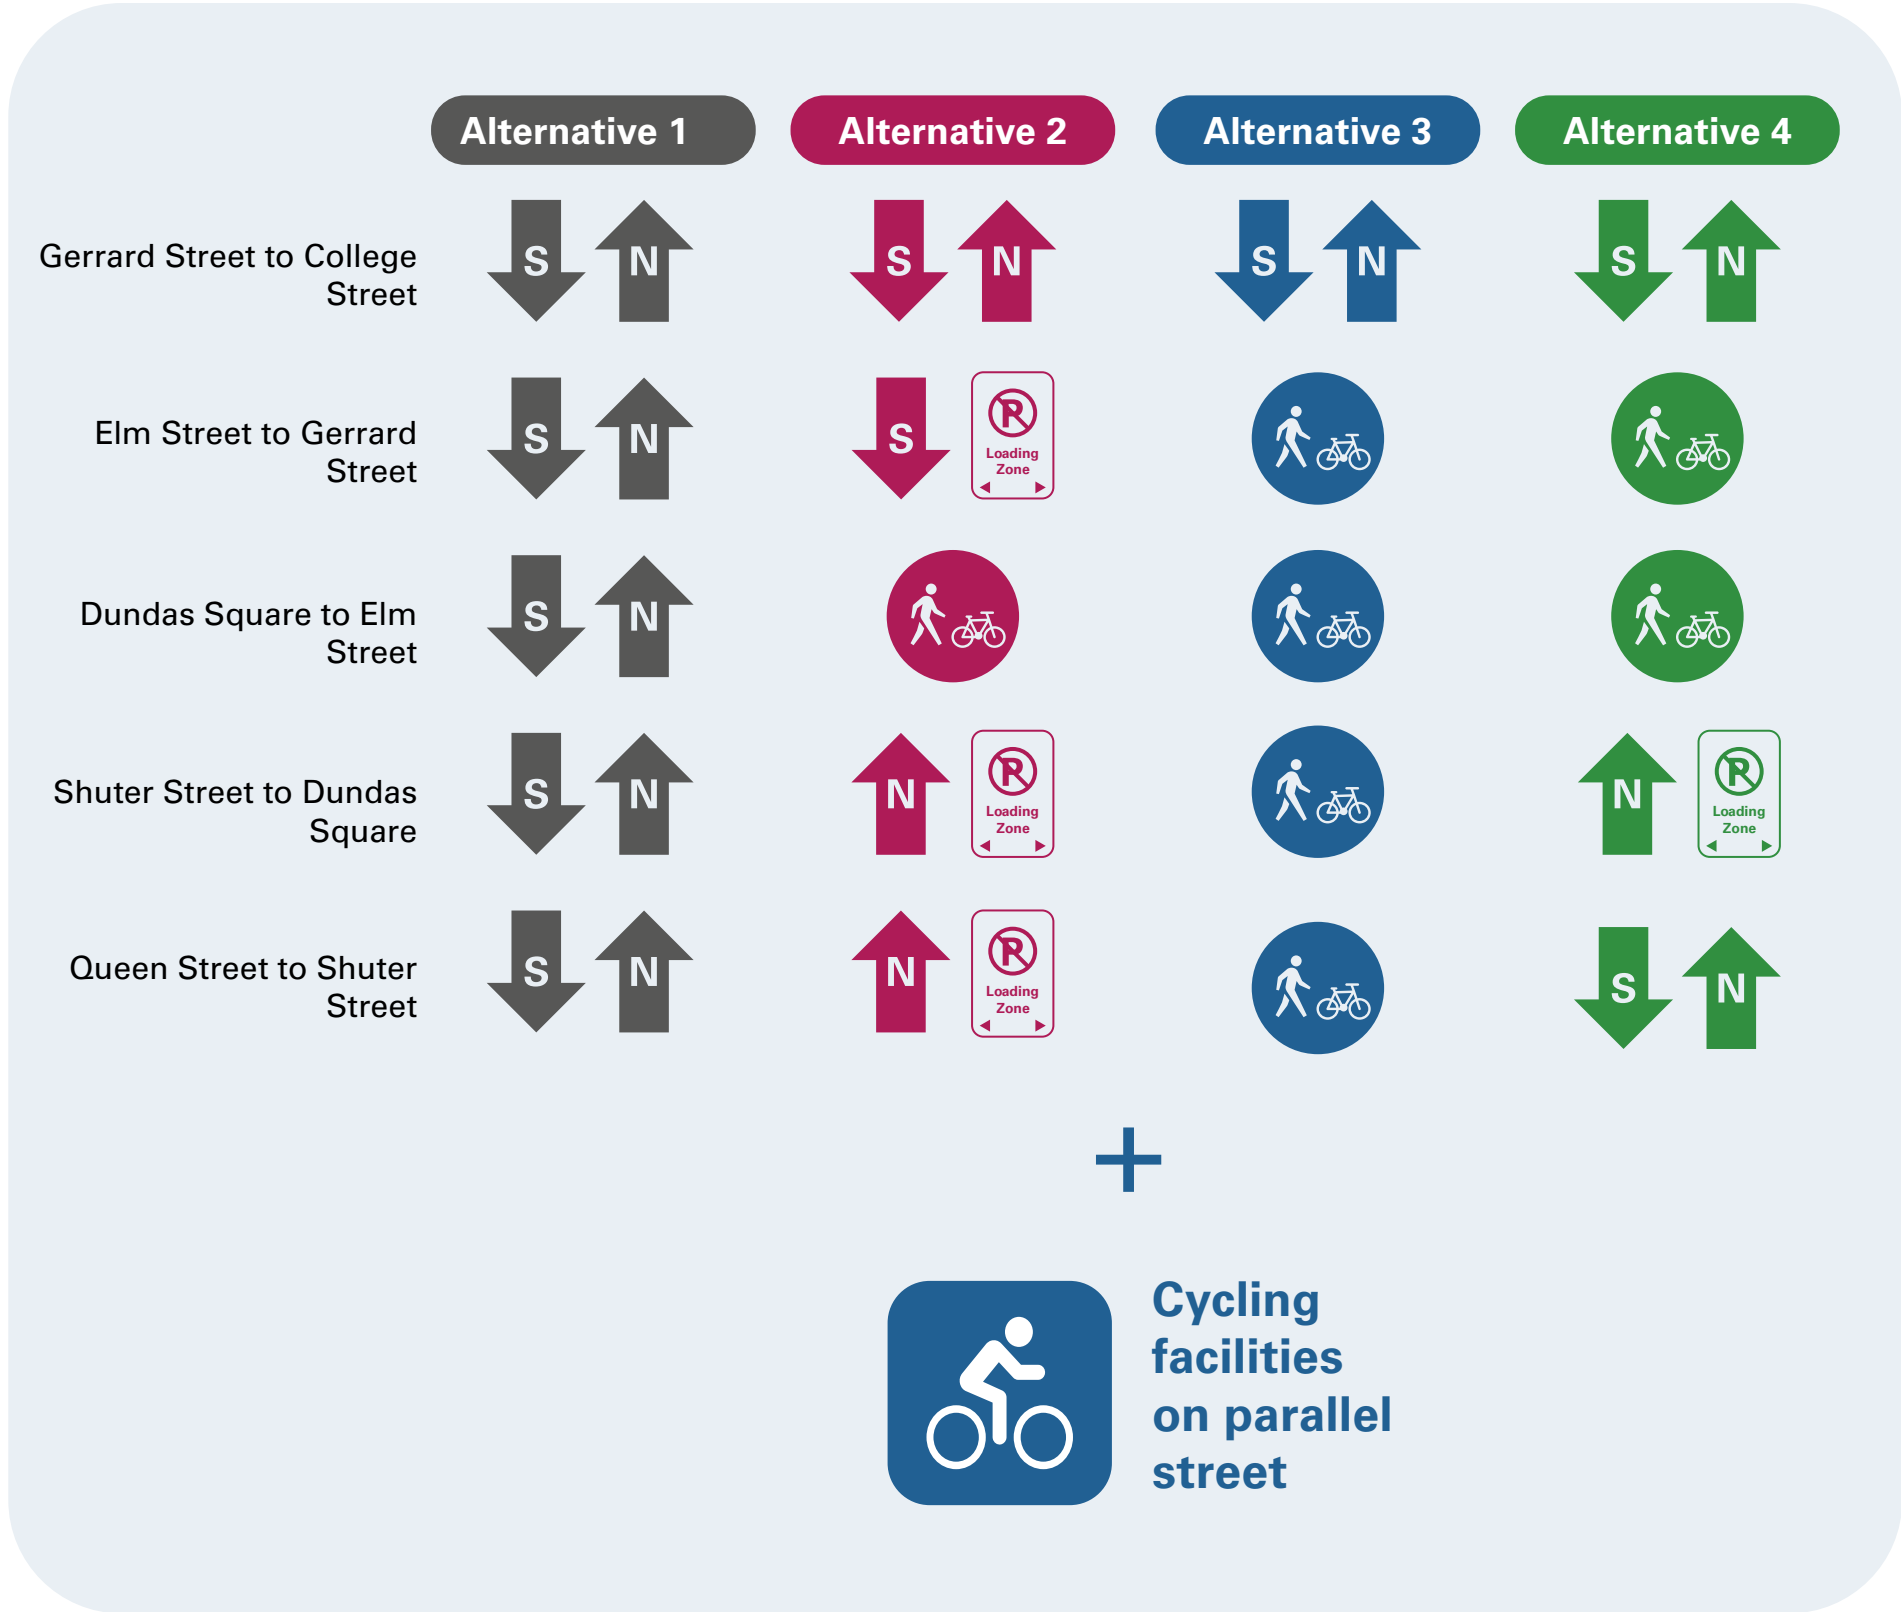 Alternative 1
Alternative 2
Alternative 3
Alternative 4
Gerrard Street to College
Street
S N
S N
S N
S N
Elm Street to Gerrard
Street
S N
S
P
Loading
Zone
Dundas Square to Elm
Street
S N
Shuter Street to Dundas
Square
S N
N
P
Loading
Zone
N
P
Loading
Zone
Queen Street to Shuter
Street
S N
N
P
Loading
Zone
S N
+
Cycling
facilities
on parallel
street